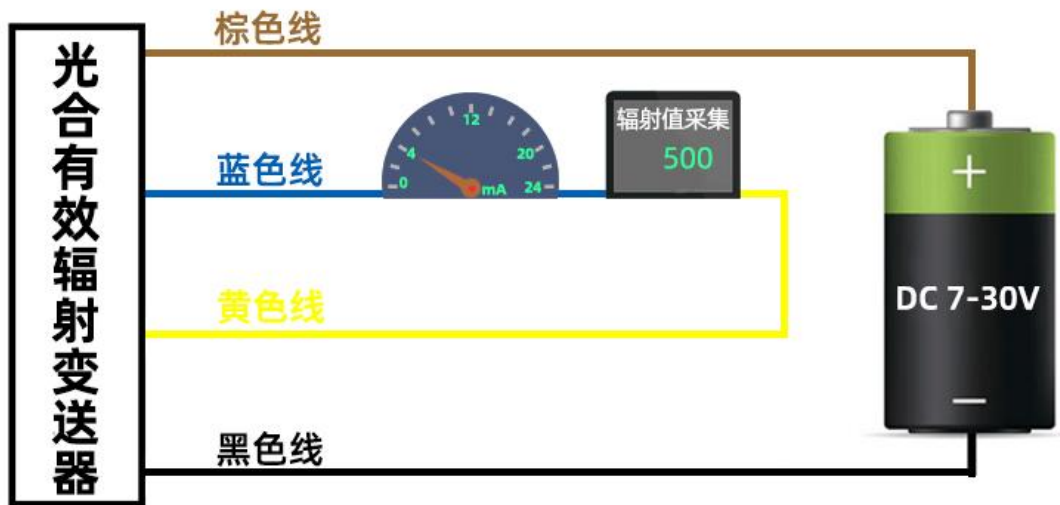 光合有效辐射变送器
棕色线
蓝色线
0
4
12
20
24
mA
辐射值采集
500
黄色线
黑色线
+
DC 7-30V
—